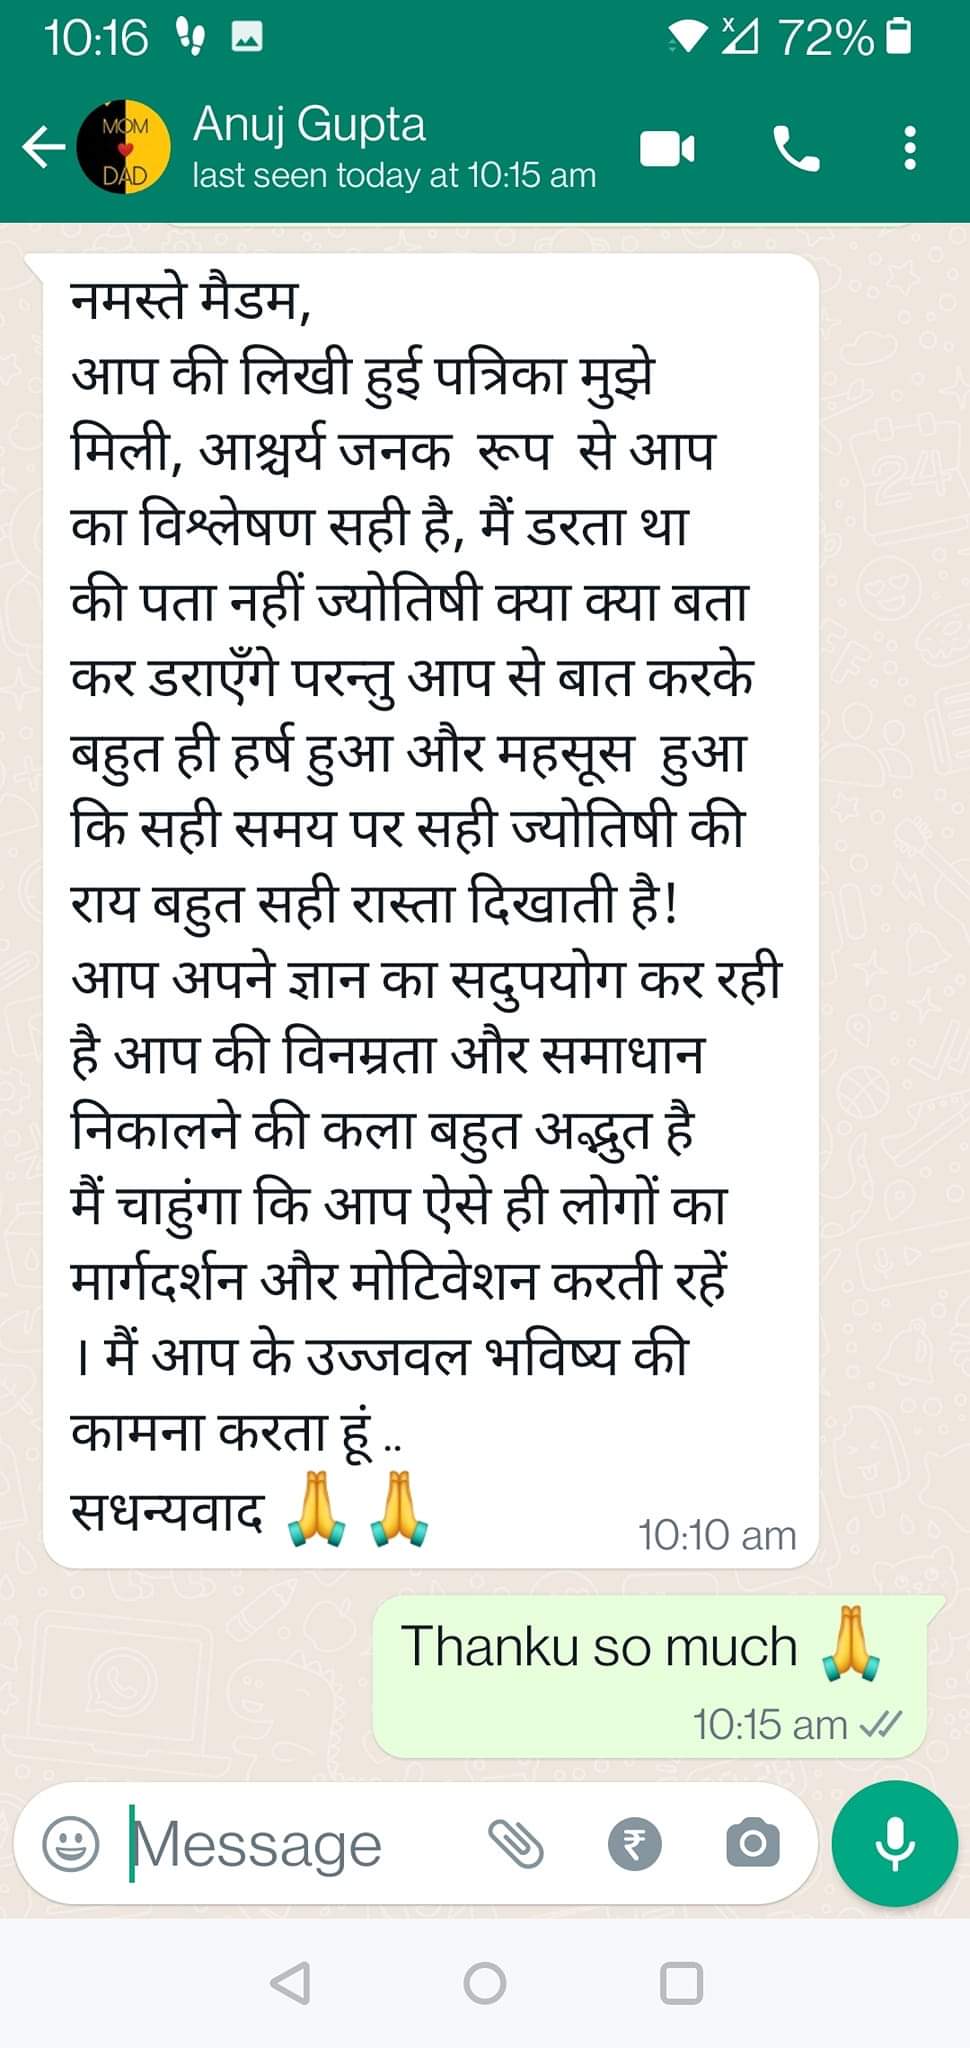 10:16
72%
MOM
DAD
Anuj Gupta
last seen today at 10:15 am
नमस्ते मैडम,
आप की लिखी हुई पत्रिका मुझे
मिली, आश्चर्य जनक रूप से आप
का विश्लेषण सही है, मैं डरता था
की पता नहीं ज्योतिषी क्या क्या बता
कर डराएँगे परन्तु आप से बात करके
बहुत ही हर्ष हुआ और महसूस हुआ
कि सही समय पर सही ज्योतिषी की
राय बहुत सही रास्ता दिखाती है!
आप अपने ज्ञान का सदुपयोग कर रही
है आप की विनम्रता और समाधान
निकालने की कला बहुत अद्भुत है
मैं चाहुंगा कि आप ऐसे ही लोगों का
मार्गदर्शन और मोटिवेशन करती रहें
। मैं आप के उज्जवल भविष्य की
कामना करता हूं ..
सधन्यवाद 🙏 🙏
10:10 am
Thanku so much 🙏
10:15 am
Message